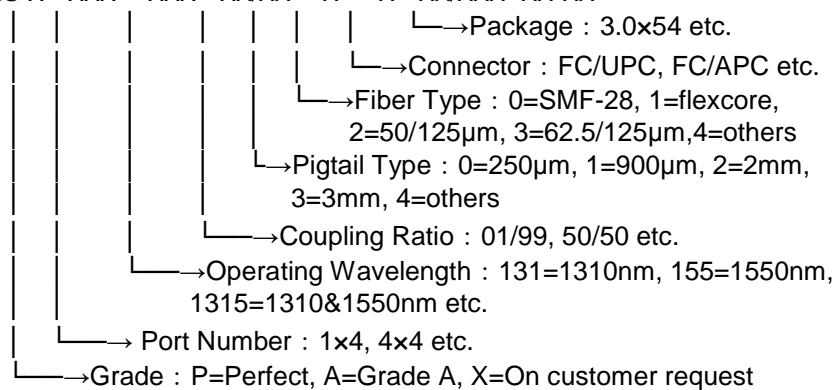 →Package：3.0×54 etc.
→Connector：FC/UPC, FC/APC etc.
→Fiber Type：0=SMF-28, 1=flexcore,
2=50/125μm, 3=62.5/125μm,4=others
→Pigtail Type：0=250μm, 1=900μm, 2=2mm,
3=3mm, 4=others
→Coupling Ratio：01/99, 50/50 etc.
→Operating Wavelength：131=1310nm, 155=1550nm,
1315=1310&1550nm etc.
→ Port Number：1×4, 4×4 etc.
→Grade：P=Perfect, A=Grade A, X=On customer request